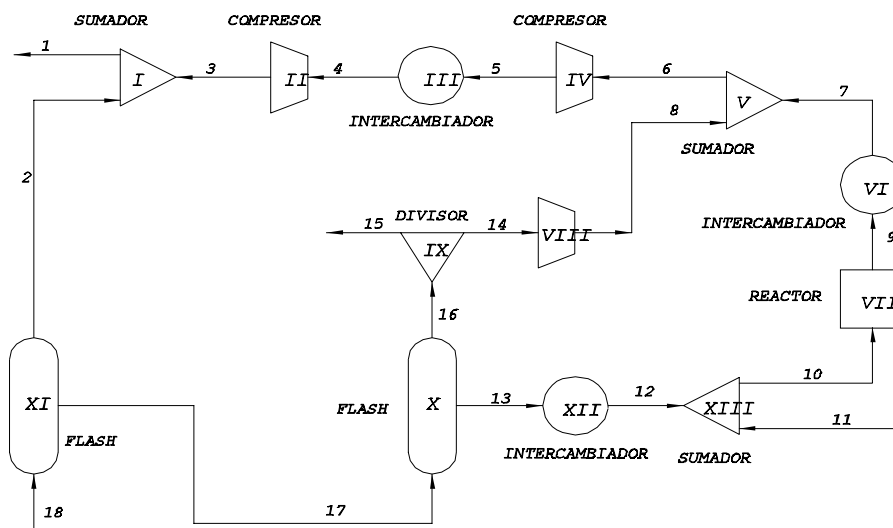 SUMADOR
COMPRESOR
COMPRESOR
1
I
3
II
4
III
5
IV
6
V
7
INTERCAMBIADOR
8
SUMADOR
2
VI
INTERCAMBIADOR
DIVISOR
15
14
VIII
IX
9
REACTOR
VII
16
10
XI
FLASH
X
13
XII
12
XIII
11
FLASH
INTERCAMBIADOR
SUMADOR
18
17